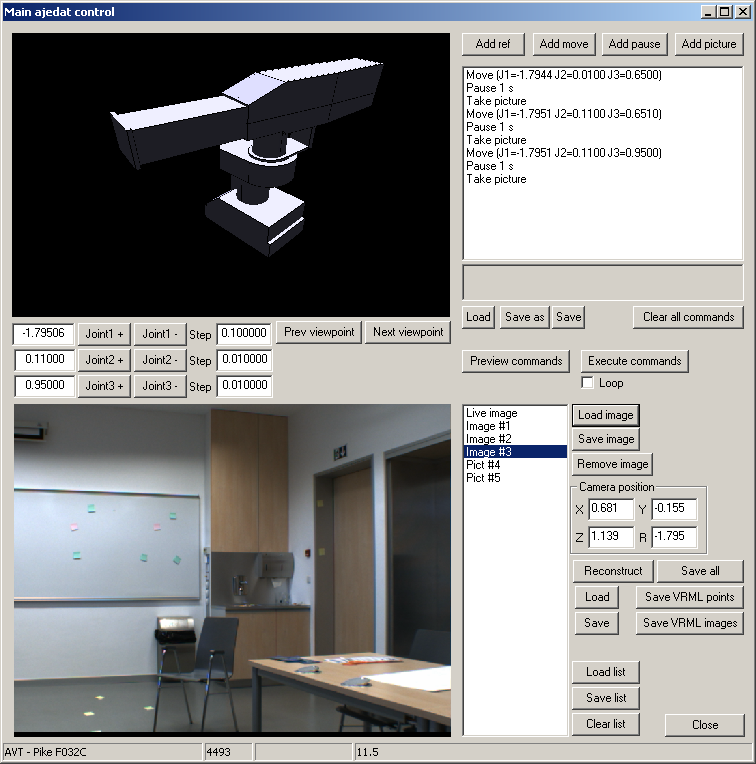 Main ajedat control
Add ref Add move Add pause Add picture
Move (J1=-1.7944 J2=0.0100 J3=0.6500)
Pause 1 s
Take picture
Move (J1=-1.7951 J2=0.1100 J3=0.6510)
Pause 1 s
Take picture
Move (J1=-1.7951 J2=0.1100 J3=0.9500)
Pause 1 s
Take picture
Load Save as Save Clear all commands
-1.79506 Joint1 + Joint1 - Step 0.100000 Prev viewpoint Next viewpoint
0.11000 Joint2 + Joint2 - Step 0.010000
0.95000 Joint3 + Joint3 - Step 0.010000
Preview commands Execute commands
Loop
Live image
Image #1
Image #2
Image #3
Pict #4
Pict #5
Load image
Save image
Remove image
Camera position
X 0.681 Y -0.155
Z 1.139 R -1.795
Reconstruct Save all
Load Save VRML points
Save Save VRML images
Load list
Save list
Clear list Close
AVT - Pike F032C 4493 11.5